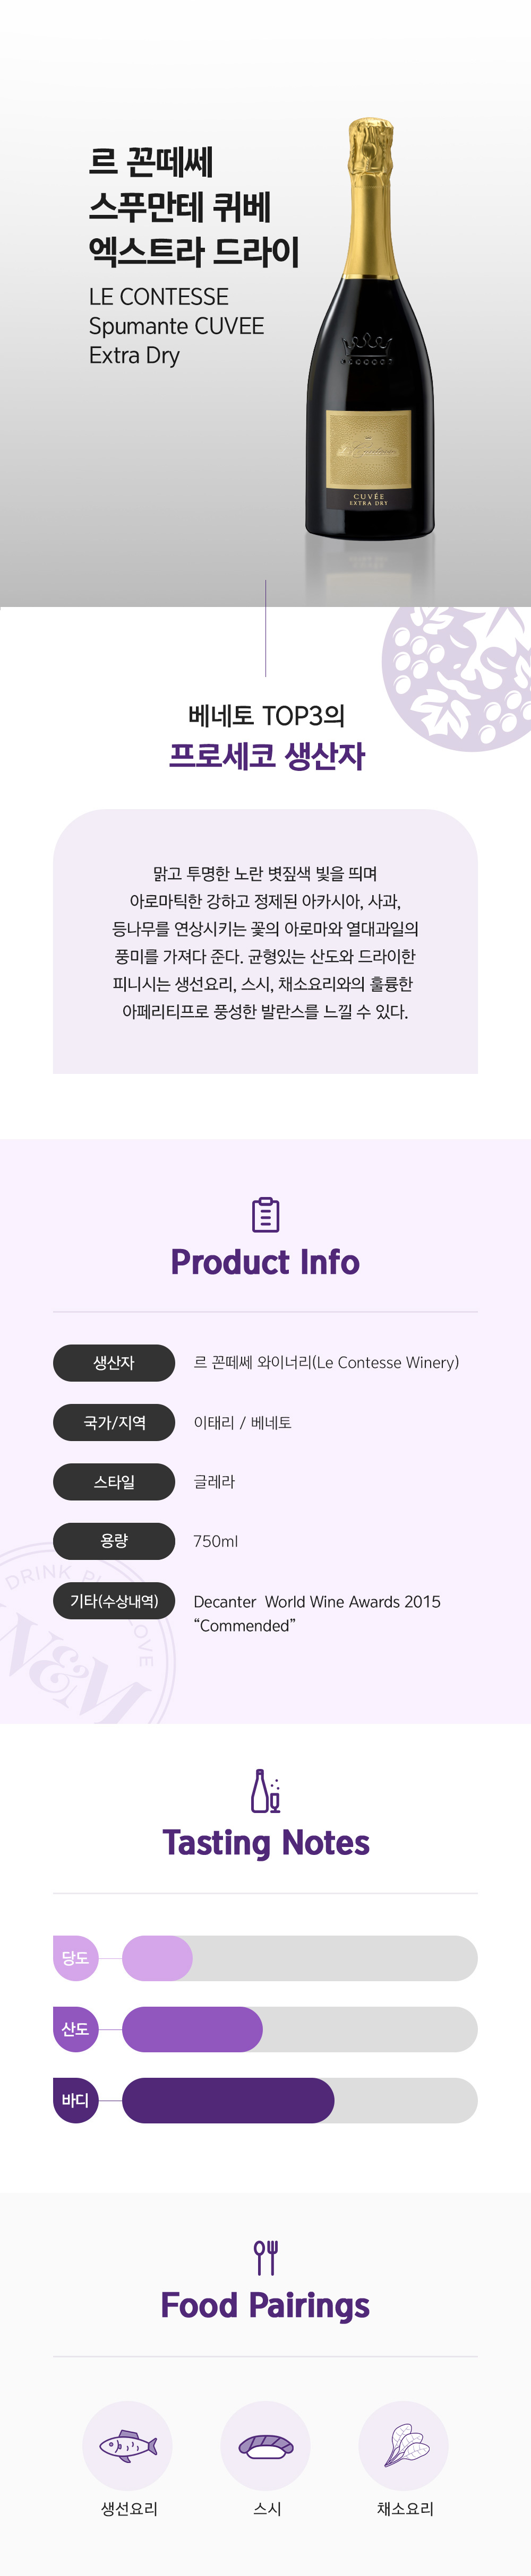 르 꼰떼쎄
스푸만테 퀴베
엑스트라 드라이
LE CONTESSE
Spumante CUVEE
Extra Dry
CUVÉE
EXTRA DRY
베네토 TOP3의
프로세코 생산자
맑고 투명한 노란 볏짚색 빛을 띄며
아로마틱한 강하고 정제된 아카시아, 사과,
등나무를 연상시키는 꽃의 아로마와 열대과일의
풍미를 가져다 준다. 균형있는 산도와 드라이한
피니시는 생선요리, 스시, 채소요리와의 훌륭한
아페리티프로 풍성한 발란스를 느낄 수 있다.
Product Info
생산자 르 꼰떼쎄 와이너리(Le Contesse Winery)
국가/지역 이태리 / 베네토
스타일 글레라
용량 750ml
기타(수상내역) Decanter World Wine Awards 2015
“Commended”
DRINK
W&M
Tasting Notes
당도
산도
바디
Food Pairings
생선요리 스시 채소요리